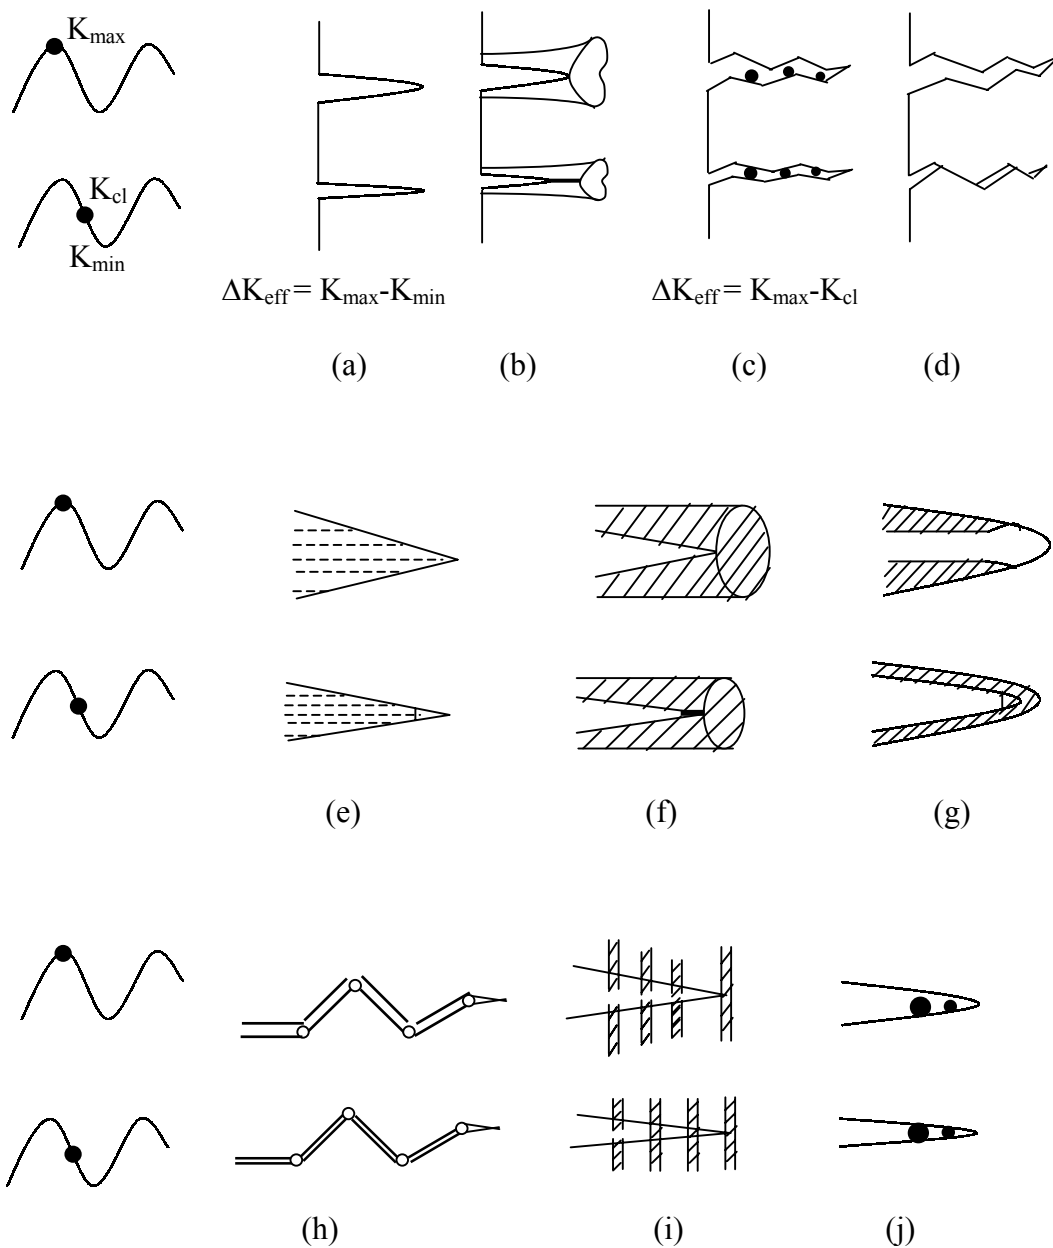 K_max
K_cl
K_min
ΔK_eff = K_max-K_min ΔK_eff = K_max-K_cl
(a) (b) (c) (d)
(e) (f) (g)
(h) (i) (j)